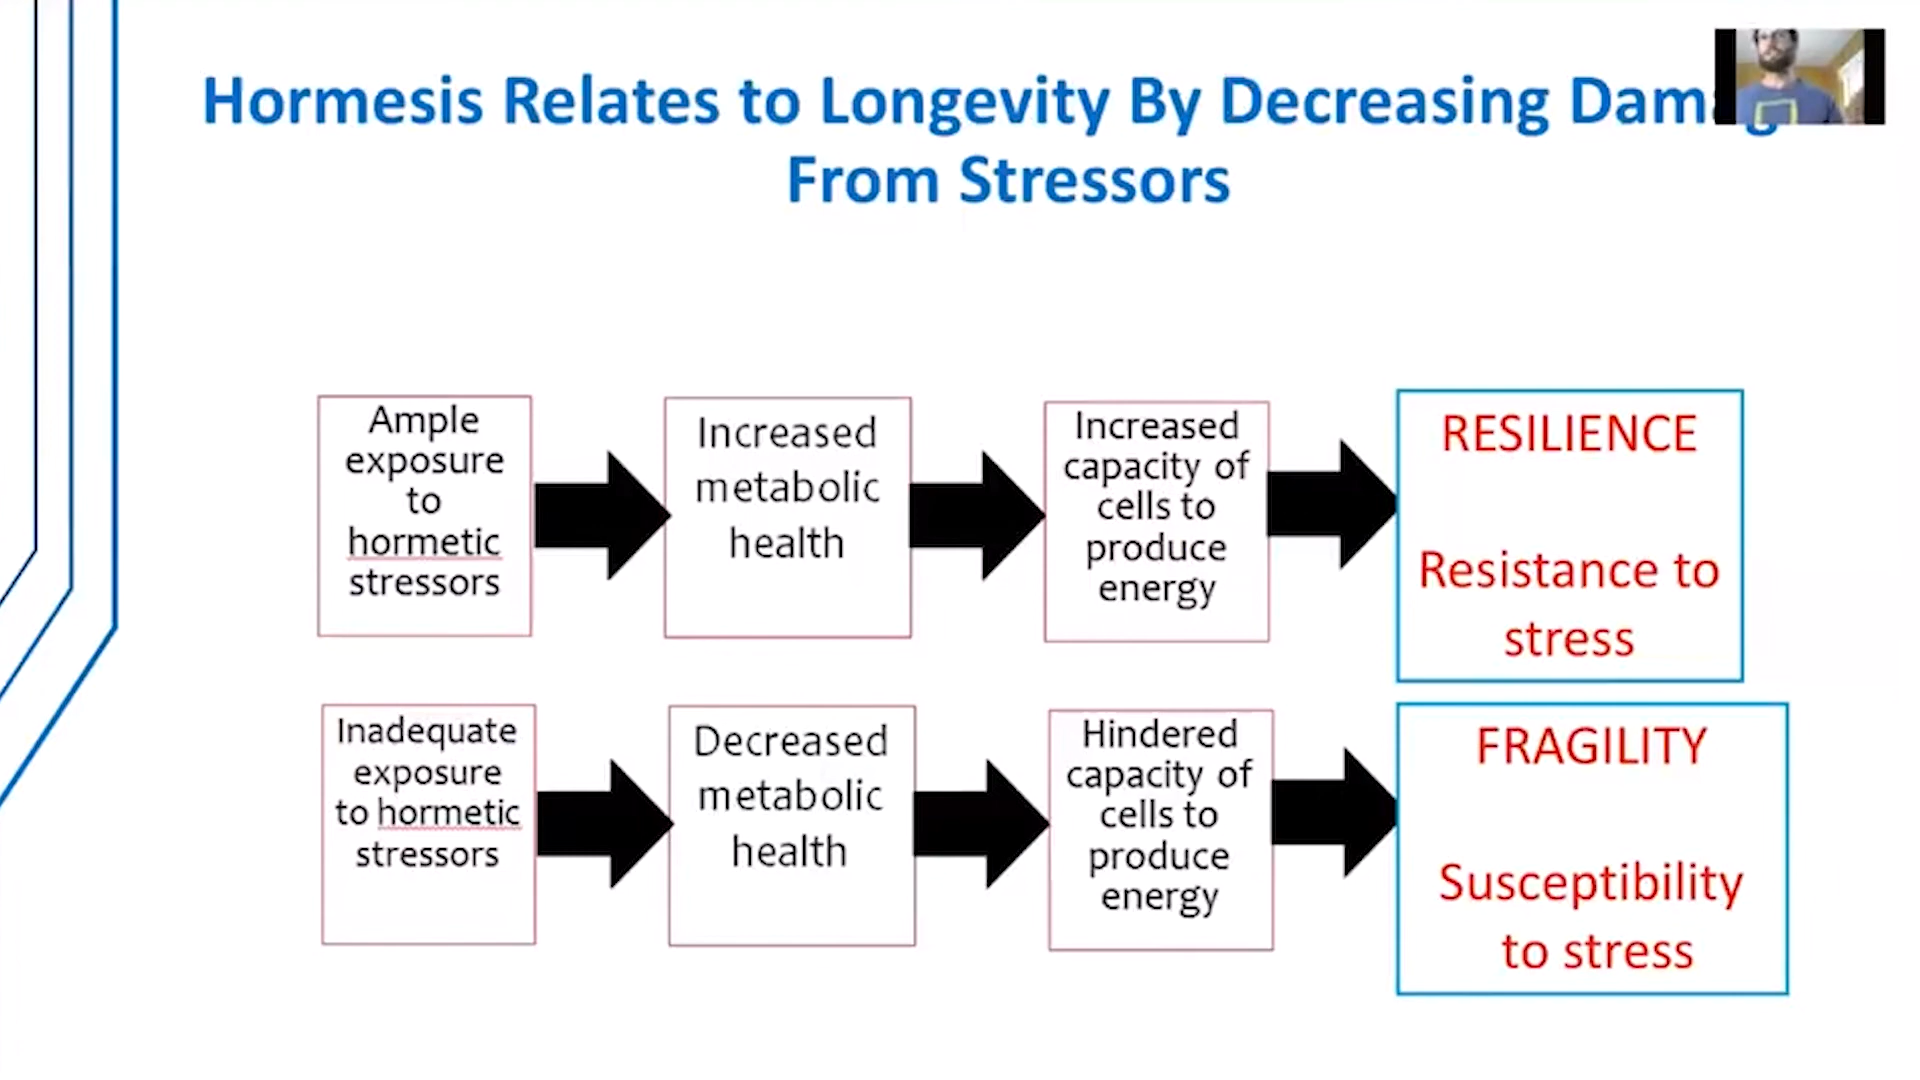 Hormesis Relates to Longevity By Decreasing
From Stressors
Ample
exposure
to
hormetic
stressors
Increased
metabolic
health
Increased
capacity of
cells to
produce
energy
RESILIENCE
Resistance to
stress
Inadequate
exposure
to hormetic
stressors
Decreased
metabolic
health
Hindered
capacity of
cells to
produce
energy
FRAGILITY
Susceptibility
to stress